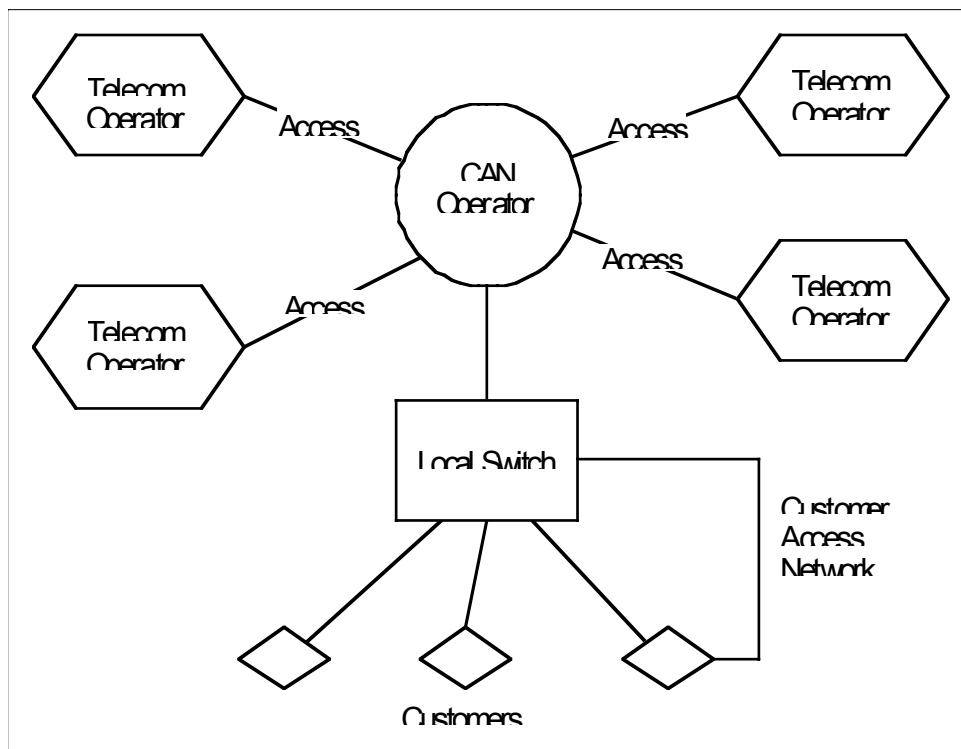 Telecom
Operator
Access
CAN
Operator
Access
Telecom
Operator
Telecom
Operator
Access
Access
Telecom
Operator
Local Switch
Customer
Access
Network
Customers